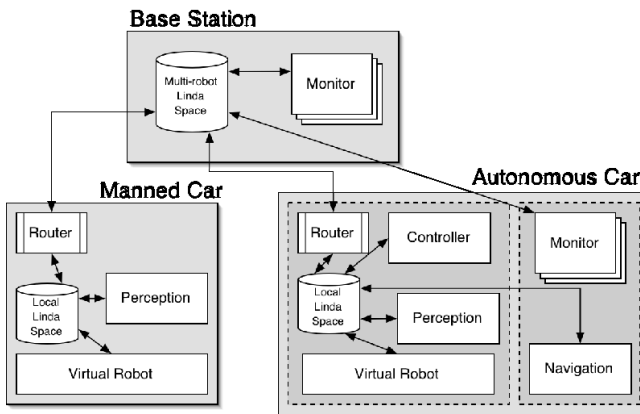 Base Station
Multi-robot
Linda
Space
Monitor
Manned Car
Router
Local
Linda
Space
Perception
Virtual Robot
Autonomous Car
Router
Controller
Local
Linda
Space
Perception
Virtual Robot
Monitor
Navigation